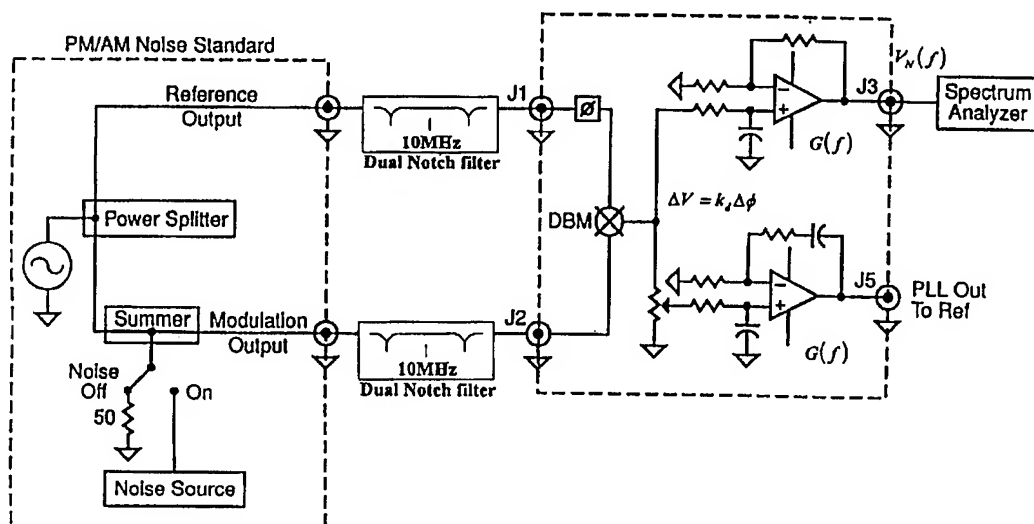 PM/AM Noise Standard
Reference
Output
Power Splitter
Summer
Modulation
Output
Noise
Off
50
On
Noise Source
10MHz
Dual Notch filter
10MHz
Dual Notch filter
J1
J2
ø
DBM
ΔV = k_d Δϕ
G(f)
J3
V_N(f)
Spectrum
Analyzer
G(f)
J5
PLL Out
To Ref